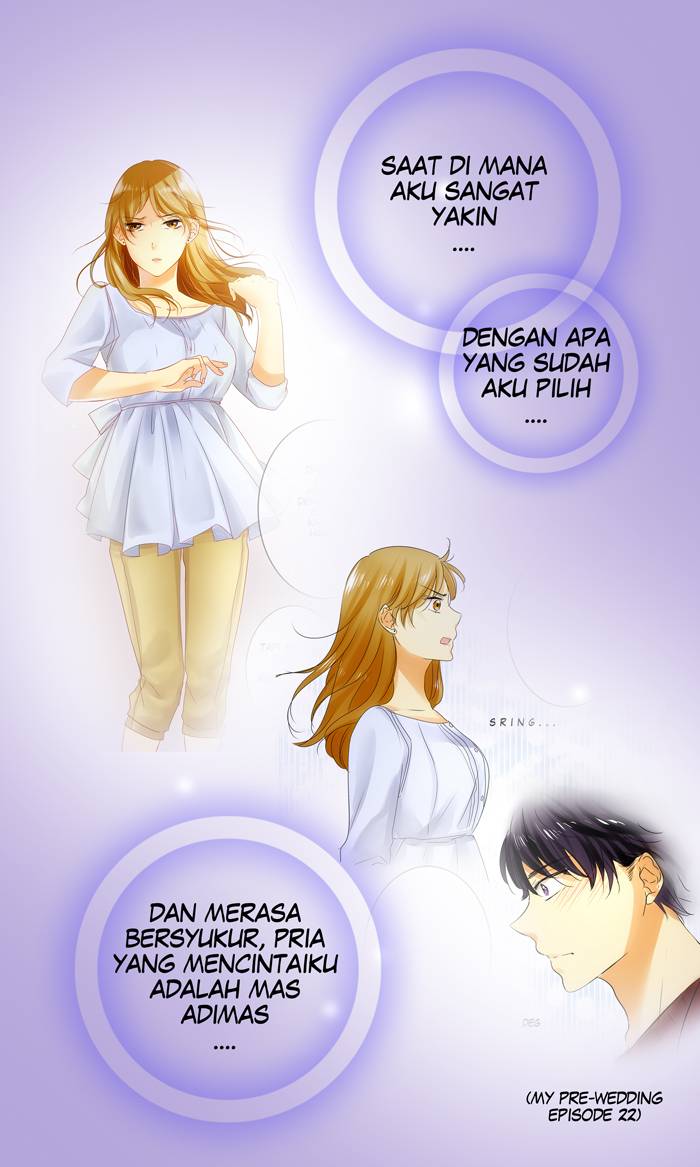 SAAT DI MANA
AKU SANGAT
YAKIN
....
DENGAN APA
YANG SUDAH
AKU PILIH
....
SRING...
DAN MERASA
BERSYUKUR, PRIA
YANG MENCINTAIKU
ADALAH MAS
ADIMAS
....
DEG
(MY PRE-WEDDING
EPISODE 22)